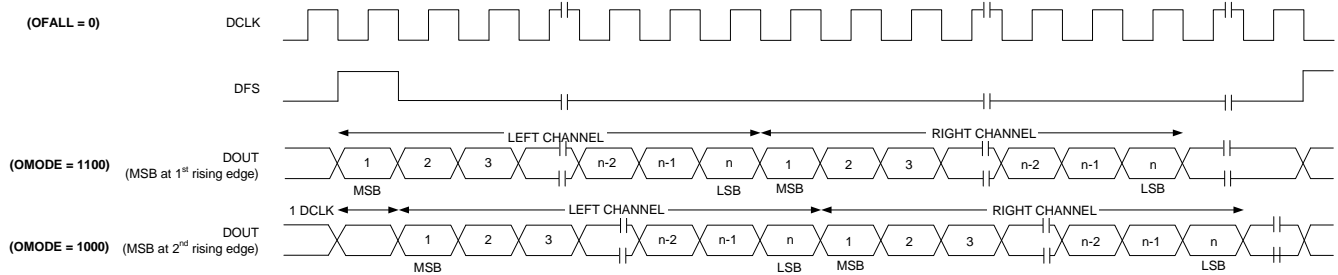 (OFALL = 0) DCLK
DFS
LEFT CHANNEL RIGHT CHANNEL
(OMODE = 1100) DOUT 1 2 3 n-2 n-1 n 1 2 3 n-2 n-1 n
(MSB at 1st rising edge)
MSB LSB MSB LSB
1 DCLK LEFT CHANNEL RIGHT CHANNEL
(OMODE = 1000) DOUT 1 2 3 n-2 n-1 n 1 2 3 n-2 n-1 n
(MSB at 2nd rising edge)
MSB LSB MSB LSB